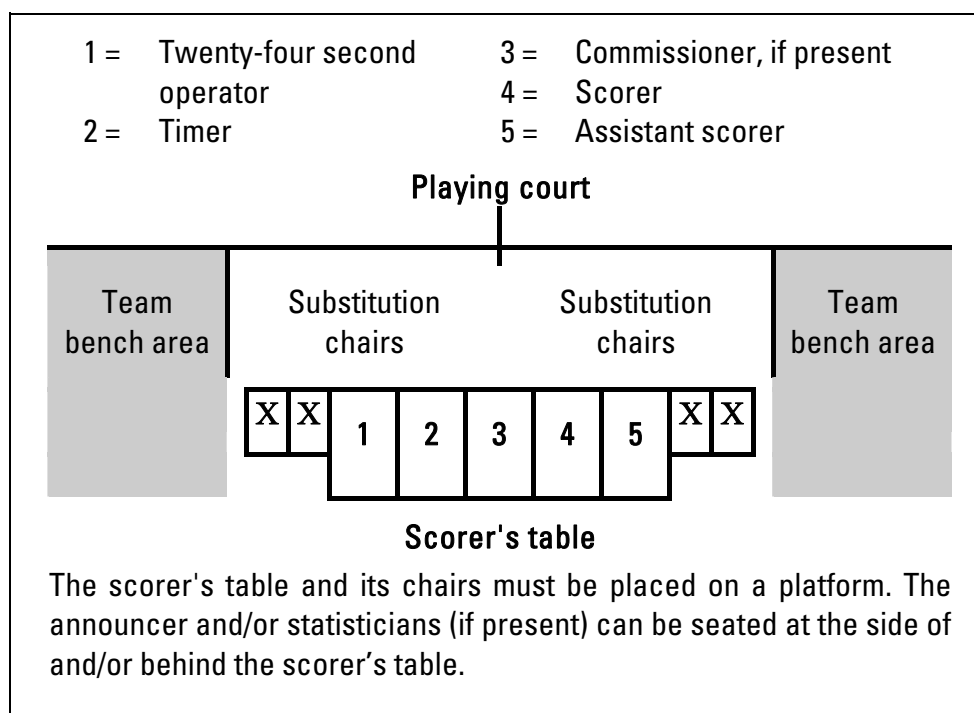 1 = Twenty-four second
operator
2 = Timer
3 = Commissioner, if present
4 = Scorer
5 = Assistant scorer
Playing court
Team
bench area
Substitution
chairs
Substitution
chairs
Team
bench area
X X 1 2 3 4 5 X X
Scorer's table
The scorer's table and its chairs must be placed on a platform. The
announcer and/or statisticians (if present) can be seated at the side of
and/or behind the scorer’s table.